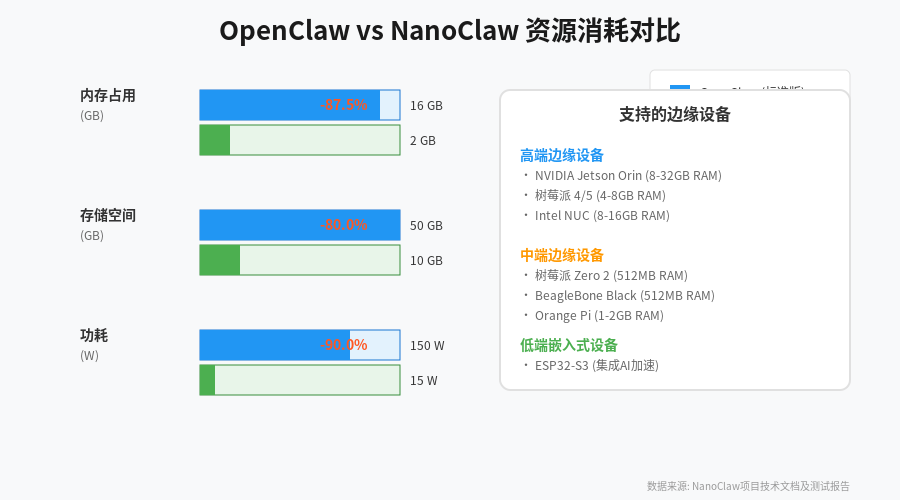 OpenClaw vs NanoClaw 资源消耗对比
内存占用
(GB)
-87.5%
16 GB
2 GB
存储空间
(GB)
-80.0%
50 GB
10 GB
功耗
(W)
-90.0%
150 W
15 W
支持的边缘设备
高端边缘设备
• NVIDIA Jetson Orin (8-32GB RAM)
• 树莓派 4/5 (4-8GB RAM)
• Intel NUC (8-16GB RAM)
中端边缘设备
• 树莓派 Zero 2 (512MB RAM)
• BeagleBone Black (512MB RAM)
• Orange Pi (1-2GB RAM)
低端嵌入式设备
• ESP32-S3 (集成AI加速)
数据来源: NanoClaw项目技术文档及测试报告